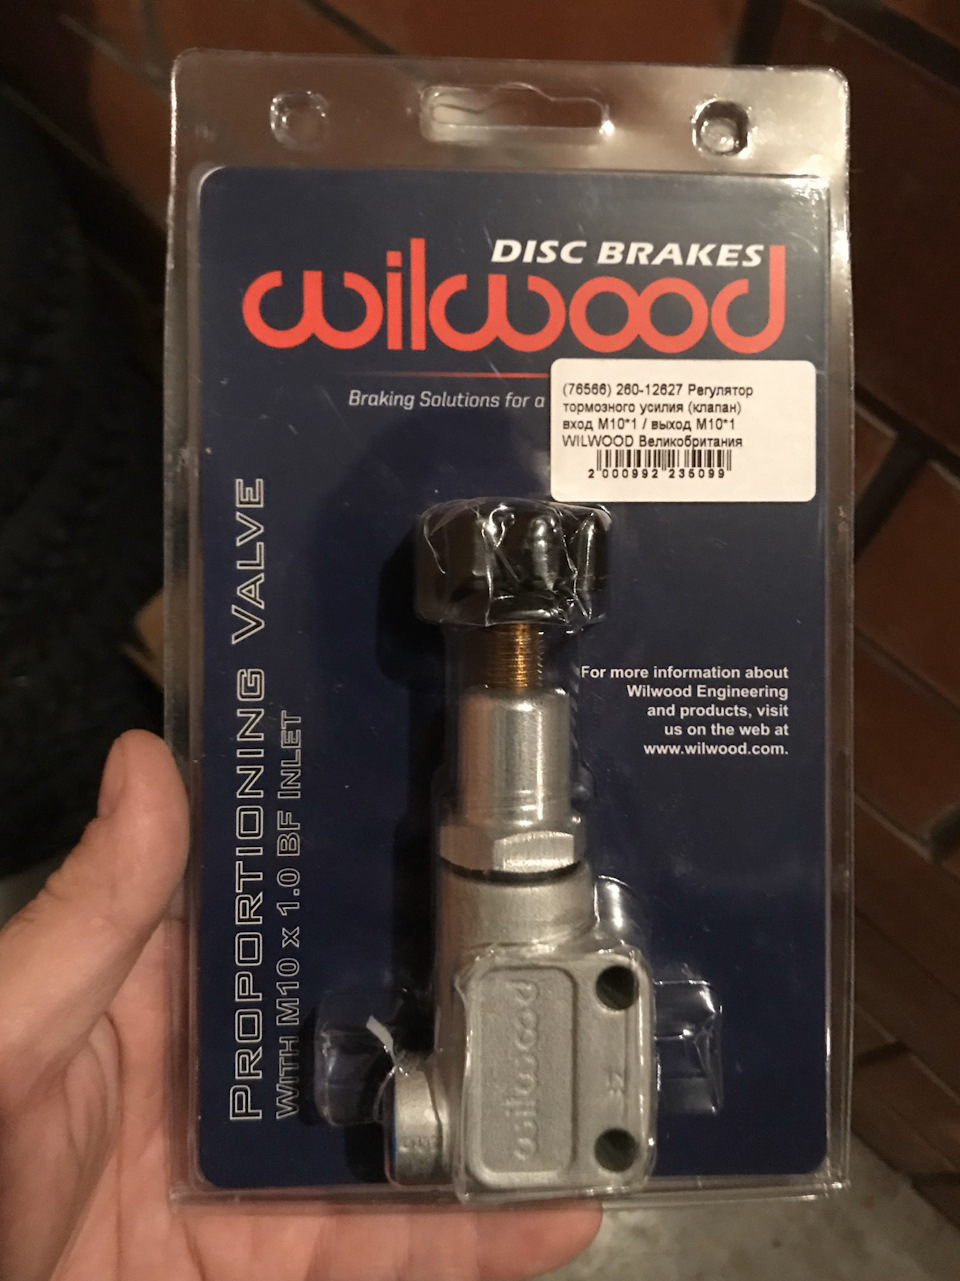 DISC BRAKES
wilwood
Braking Solutions for a
(76566) 260-12627 Регулятор
тормозного усилия (клапан)
вход М10*1 / выход М10*1
WILWOOD Великобритания
2 000992 235099
PROPORTIONING VALVE
WITH M10 x 1.0 BF INLET
For more information about
Wilwood Engineering
and products, visit
us on the web at
www.wilwood.com.
wilwood